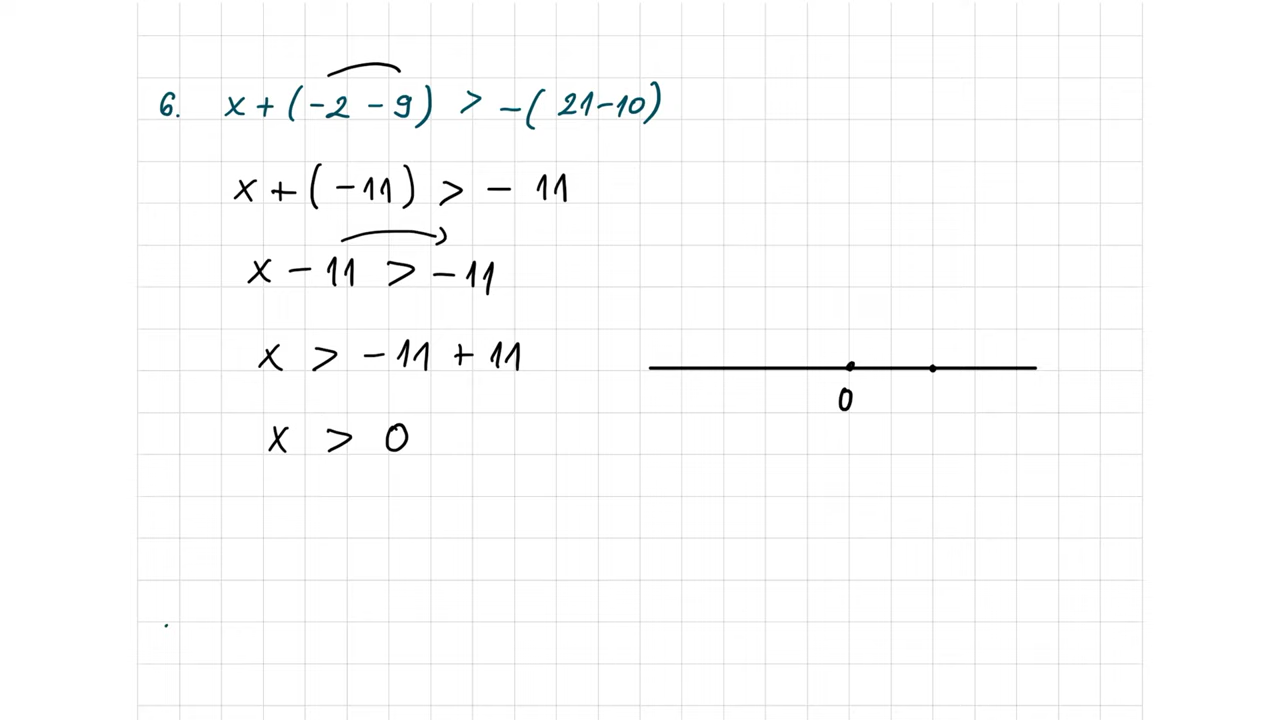 6. x + (-2 - 9) > -(21-10)
x + (-11) > - 11
x - 11 > -11
x > -11 + 11
x > 0
0